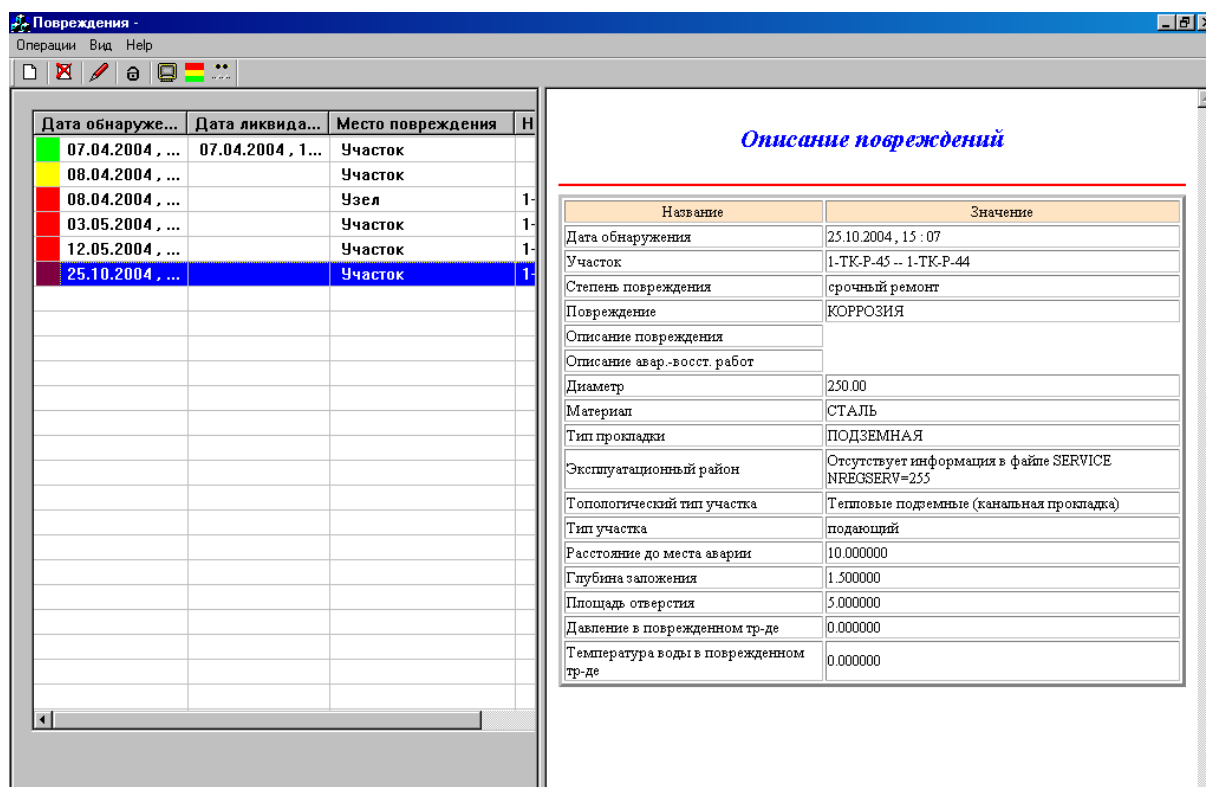 Повреждения -
Операции Вид Help
Дата обнаруже... Дата ликвида... Место повреждения Н
07.04.2004 , ... 07.04.2004 , 1... Участок
08.04.2004 , ... Участок
08.04.2004 , ... Узел 1-
03.05.2004 , ... Участок 1-
12.05.2004 , ... Участок 1-
25.10.2004 , ... Участок 1-
Описание повреждений
Название Значение
Дата обнаружения 25.10.2004 , 15 : 07
Участок 1-ТК-Р-45 -- 1-ТК-Р-44
Степень повреждения срочный ремонт
Повреждение КОРРОЗИЯ
Описание повреждения
Описание авар.-восст. работ
Диаметр 250.00
Материал СТАЛЬ
Тип прокладки ПОДЗЕМНАЯ
Эксплуатационный район Отсутствует информация в файле SERVICE
NREGSERV=255
Топологический тип участка Тепловые подземные (канальная прокладка)
Тип участка подающий
Расстояние до места аварии 10.000000
Глубина заложения 1.500000
Площадь отверстия 5.000000
Давление в поврежденном тр-де 0.000000
Температура воды в поврежденном
тр-де 0.000000